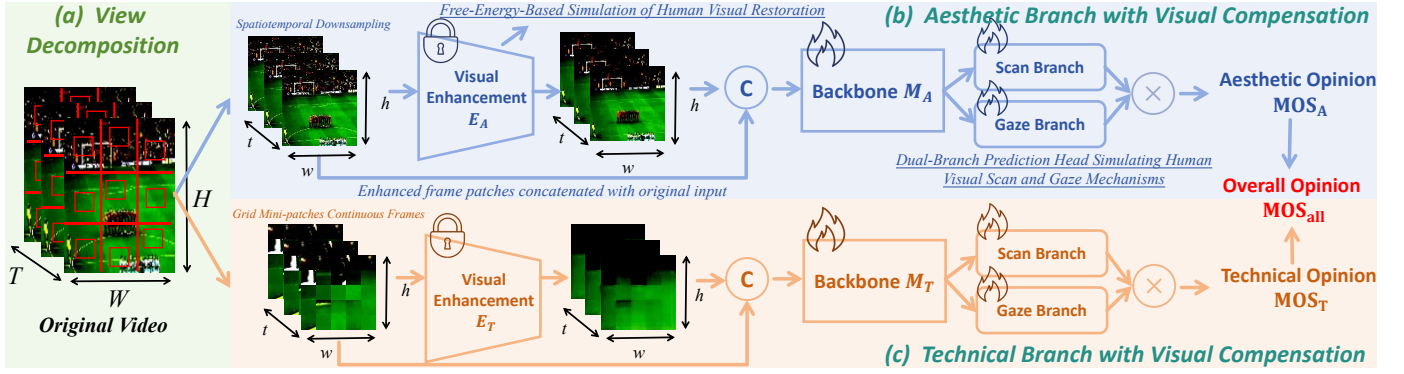 (a) View
Decomposition
H
T
W
Original Video
Spatiotemporal Downsampling
Free-Energy-Based Simulation of Human Visual Restoration
(b) Aesthetic Branch with Visual Compensation
h
t
w
Visual
Enhancement
E_A
h
w
C
Backbone M_A
Scan Branch
Gaze Branch
×
Aesthetic Opinion
MOS_A
Dual-Branch Prediction Head Simulating Human
Visual Scan and Gaze Mechanisms
Enhanced frame patches concatenated with original input
Overall Opinion
MOS_all
Grid Mini-patches Continuous Frames
h
t
w
Visual
Enhancement
E_T
h
w
C
Backbone M_T
Scan Branch
Gaze Branch
×
Technical Opinion
MOS_T
(c) Technical Branch with Visual Compensation